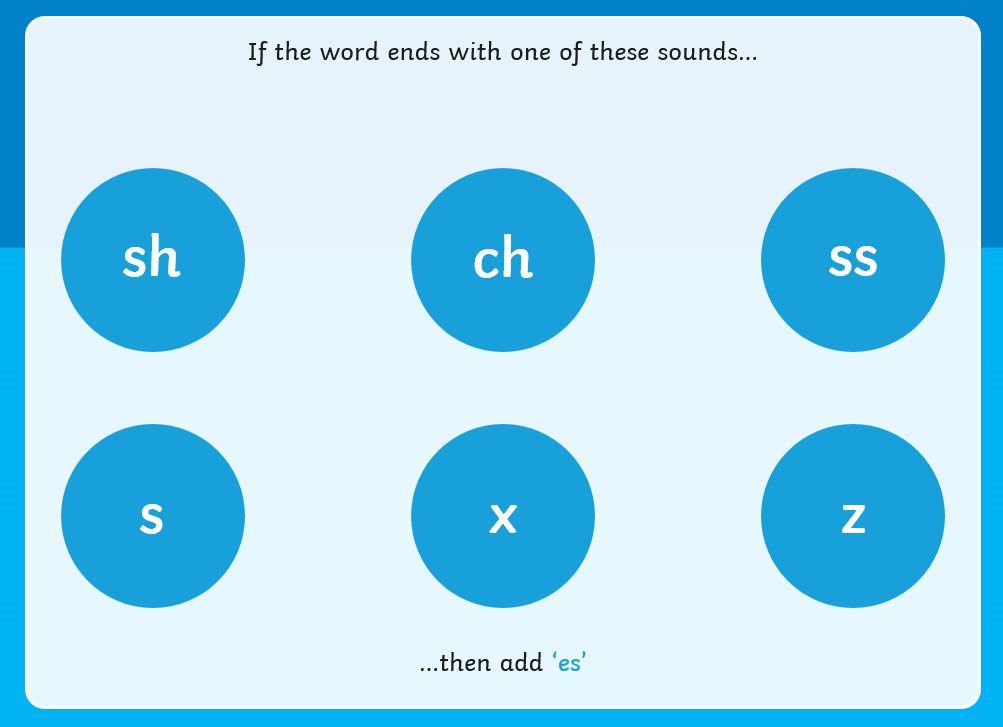 If the word ends with one of these sounds...
sh
ch
ss
s
x
z
...then add ‘es’